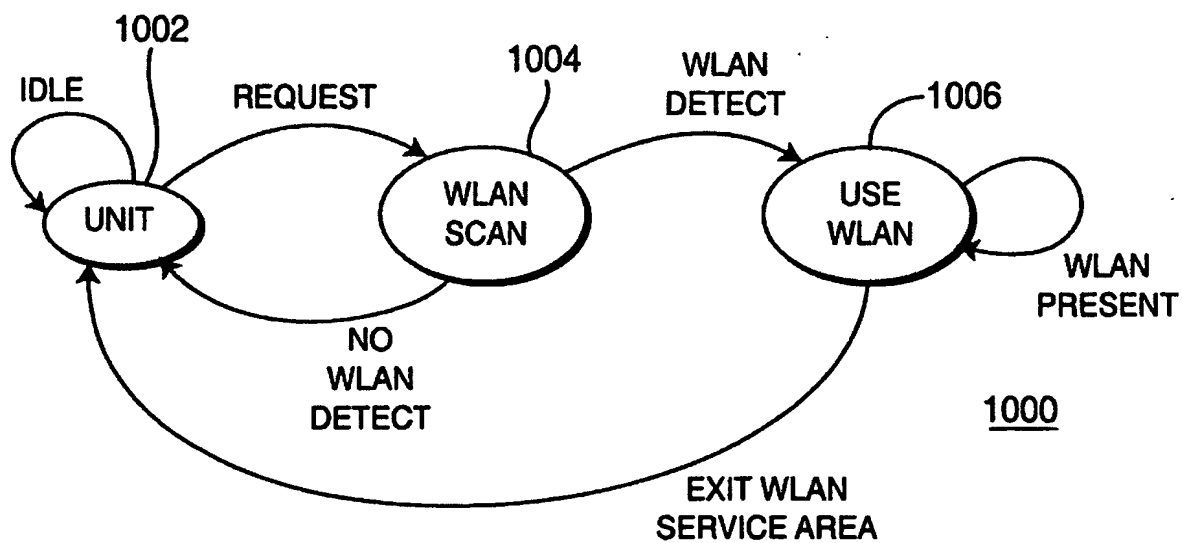 1002
IDLE
REQUEST
1004
WLAN
DETECT
1006
UNIT
WLAN
SCAN
USE
WLAN
WLAN
PRESENT
NO
WLAN
DETECT
1000
EXIT WLAN
SERVICE AREA